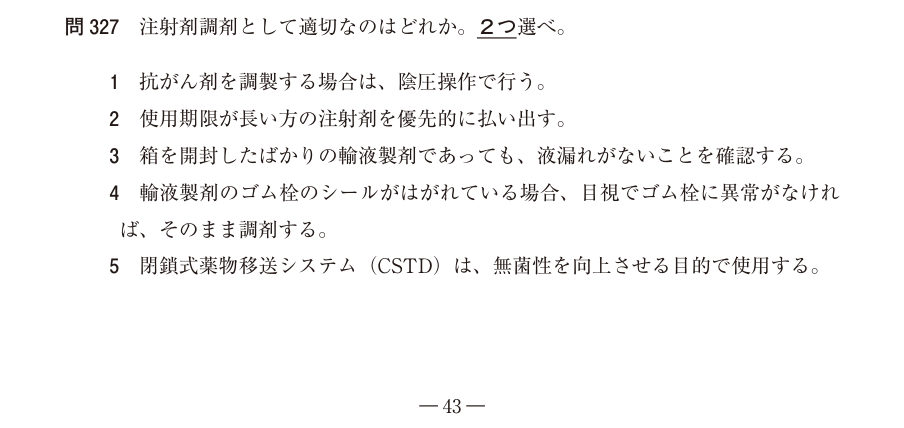 問327　注射剤調剤として適切なのはどれか。２つ選べ。
1　抗がん剤を調製する場合は、陰圧操作で行う。
2　使用期限が長い方の注射剤を優先的に払い出す。
3　箱を開封したばかりの輸液製剤であっても、液漏れがないことを確認する。
4　輸液製剤のゴム栓のシールがはがれている場合、目視でゴム栓に異常がなけれ
ば、そのまま調剤する。
5　閉鎖式薬物移送システム（CSTD）は、無菌性を向上させる目的で使用する。
— 43 —